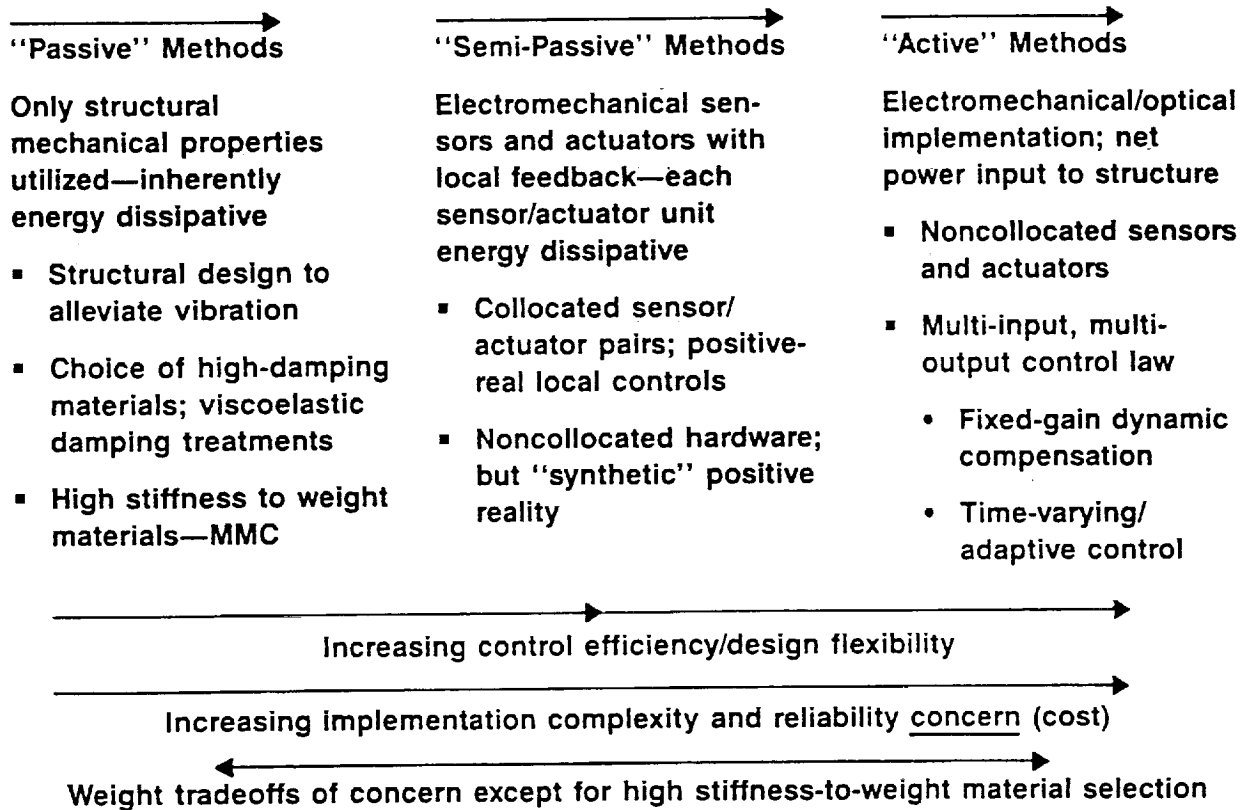 "Passive" Methods
Only structural
mechanical properties
utilized—inherently
energy dissipative
▪ Structural design to
alleviate vibration
▪ Choice of high-damping
materials; viscoelastic
damping treatments
▪ High stiffness to weight
materials—MMC
"Semi-Passive" Methods
Electromechanical sen-
sors and actuators with
local feedback—each
sensor/actuator unit
energy dissipative
▪ Collocated sensor/
actuator pairs; positive-
real local controls
▪ Noncollocated hardware;
but "synthetic" positive
reality
"Active" Methods
Electromechanical/optical
implementation; net
power input to structure
▪ Noncollocated sensors
and actuators
▪ Multi-input, multi-
output control law
• Fixed-gain dynamic
compensation
• Time-varying/
adaptive control
Increasing control efficiency/design flexibility
Increasing implementation complexity and reliability concern (cost)
Weight tradeoffs of concern except for high stiffness-to-weight material selection